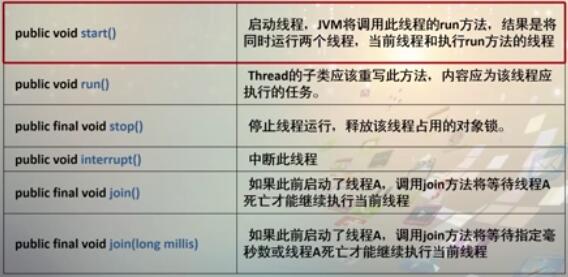 public void start()
启动线程，JVM将调用此线程的run方法，结果是将
同时运行两个线程，当前线程和执行run方法的线程
public void run()
Thread的子类应该重写此方法，内容应为该线程应
执行的任务。
public final void stop()
停止线程运行，释放该线程占用的对象锁。
public void interrupt()
中断此线程
public final void join()
如果此前启动了线程A，调用join方法将等待线程A
死亡才能继续执行当前线程
public final void join(long millis)
如果此前启动了线程A，调用join方法将等待指定毫
秒数或线程A死亡才能继续执行当前线程